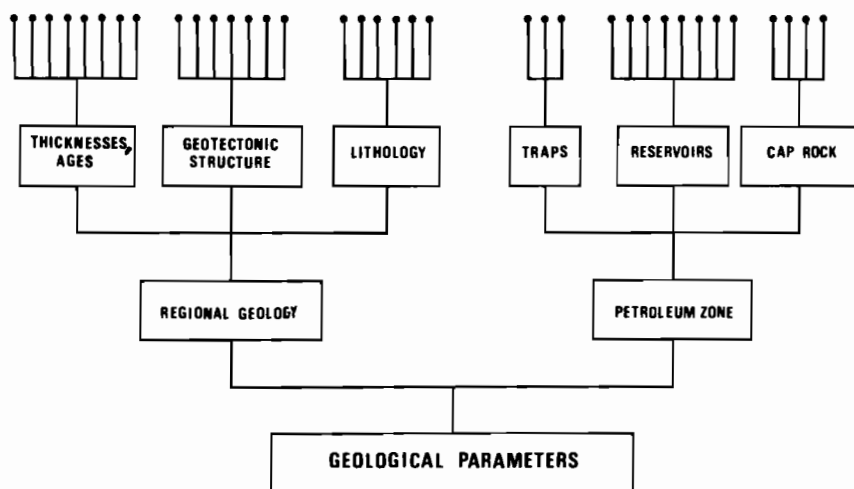 THICKNESSES,
AGES
GEOTECTONIC
STRUCTURE
LITHOLOGY
TRAPS
RESERVOIRS
CAP ROCK
REGIONAL GEOLOGY
PETROLEUM ZONE
GEOLOGICAL PARAMETERS